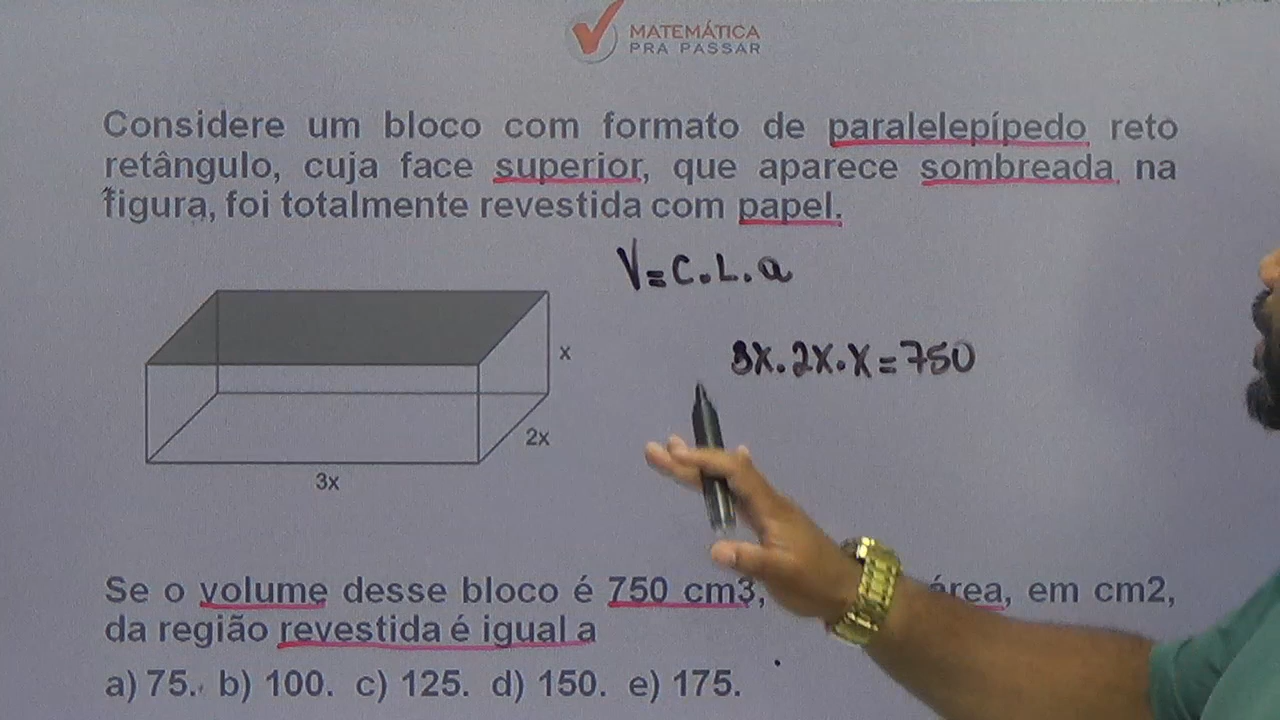 MATEMÁTICA
PRA PASSAR
Considere um bloco com formato de paralelepípedo reto
retângulo, cuja face superior, que aparece sombreada na
figura, foi totalmente revestida com papel.
V=C.L.a
3x.2x.x=750
x
2x
3x
Se o volume desse bloco é 750 cm3, área, em cm2,
da região revestida é igual a
a) 75. b) 100. c) 125. d) 150. e) 175.